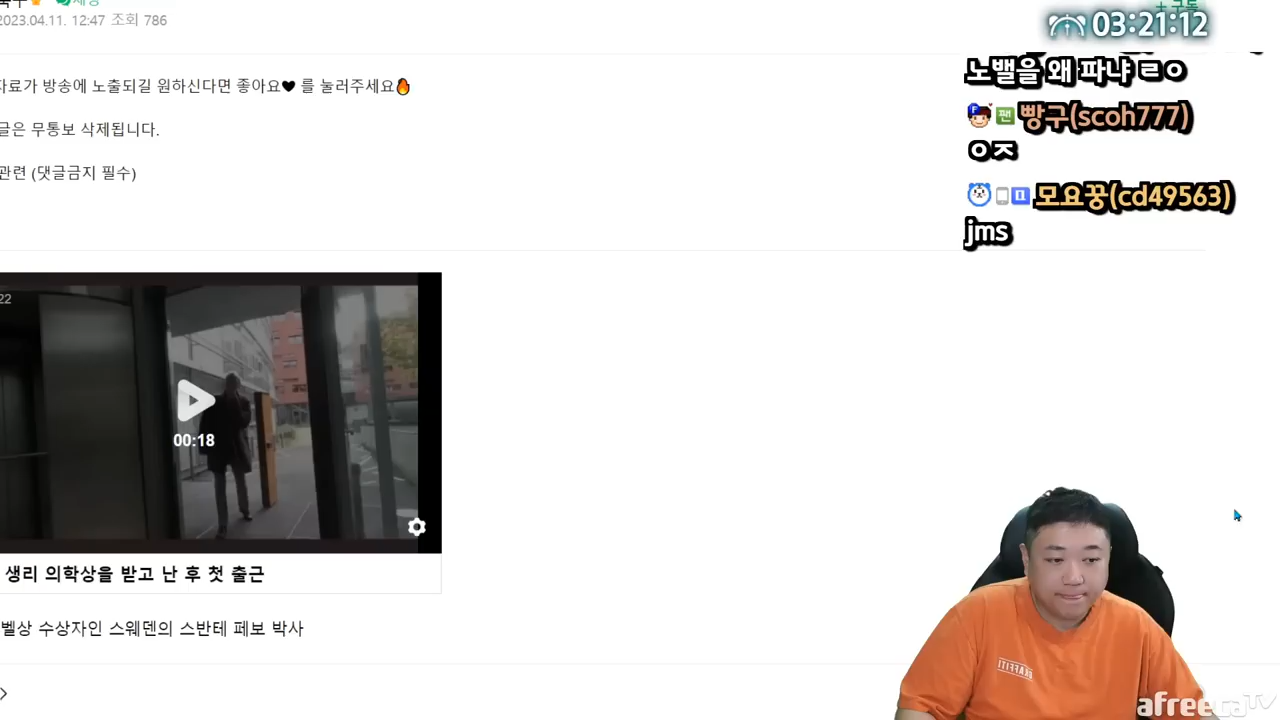 2023.04.11. 12:47 조회 786
+ 구독
03:21:12
자료가 방송에 노출되길 원하신다면 좋아요♥ 를 눌러주세요🔥
글은 무통보 삭제됩니다.
관련 (댓글금지 필수)
노밸을 왜 파냐 ㄹㅇ
빵구(scoh777)
ㅇㅈ
모요꿍(cd49563)
jms
22
00:18
생리 의학상을 받고 난 후 첫 출근
벨상 수상자인 스웨덴의 스반테 페보 박사
GRAFFITI
afreecaTV